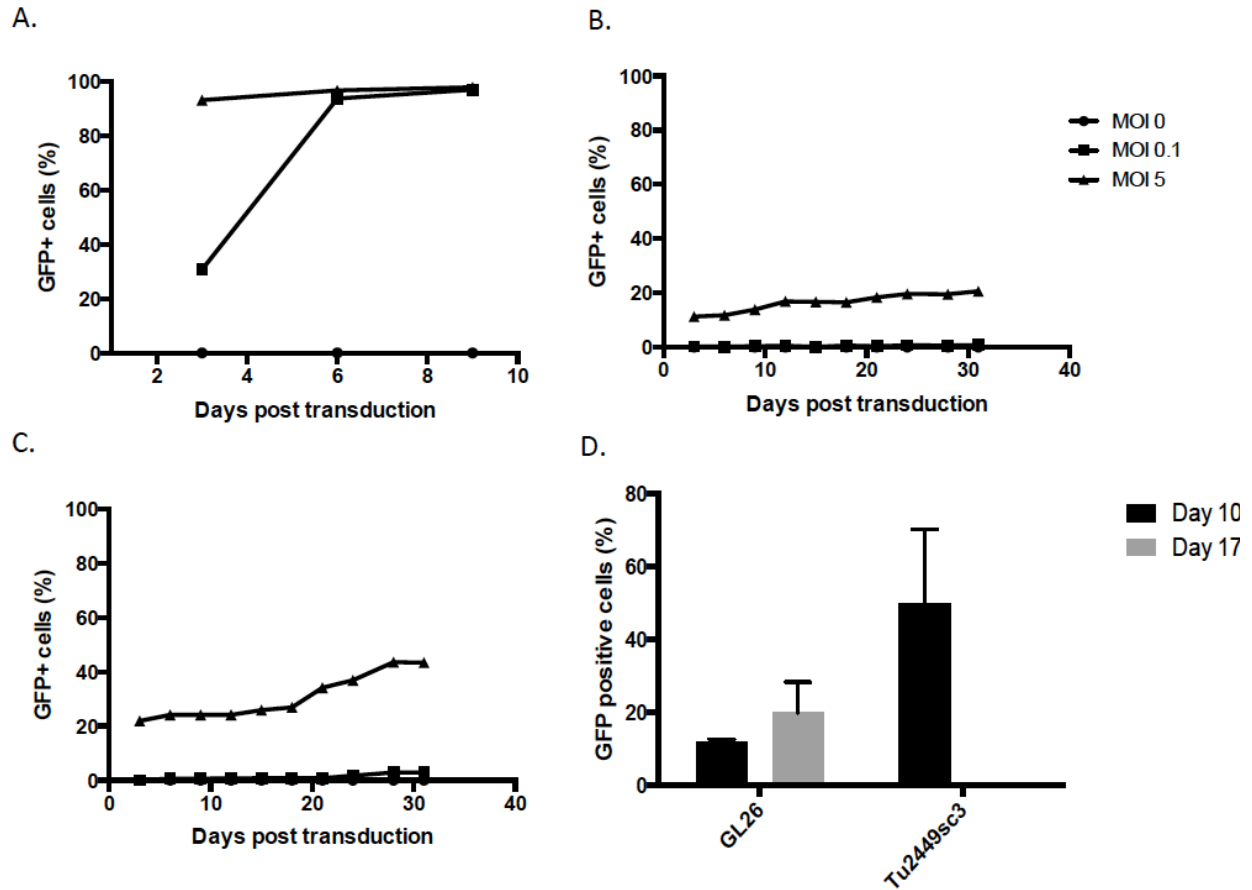 A.
100
80
60
40
20
0
GFP+ cells (%)
2 4 6 8 10
Days post transduction
B.
100
80
60
40
20
0
GFP+ cells (%)
0 10 20 30 40
Days post transduction
MOI 0
MOI 0.1
MOI 5
C.
100
80
60
40
20
0
GFP+ cells (%)
0 10 20 30 40
Days post transduction
D.
80
60
40
20
0
GFP positive cells (%)
GL26
Tu2449sc3
Day 10
Day 17